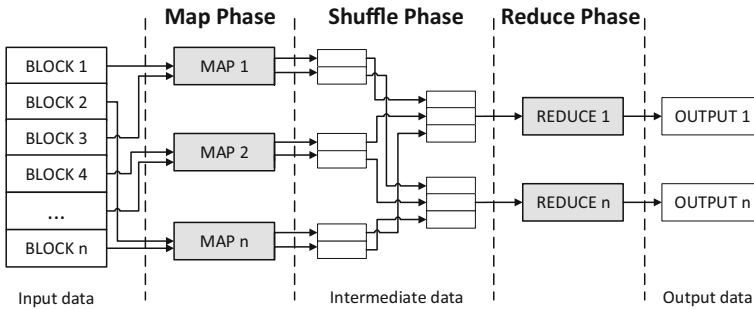 Map Phase
Shuffle Phase
Reduce Phase
BLOCK 1
BLOCK 2
BLOCK 3
BLOCK 4
...
BLOCK n
MAP 1
MAP 2
MAP n
REDUCE 1
REDUCE n
OUTPUT 1
OUTPUT n
Input data
Intermediate data
Output data